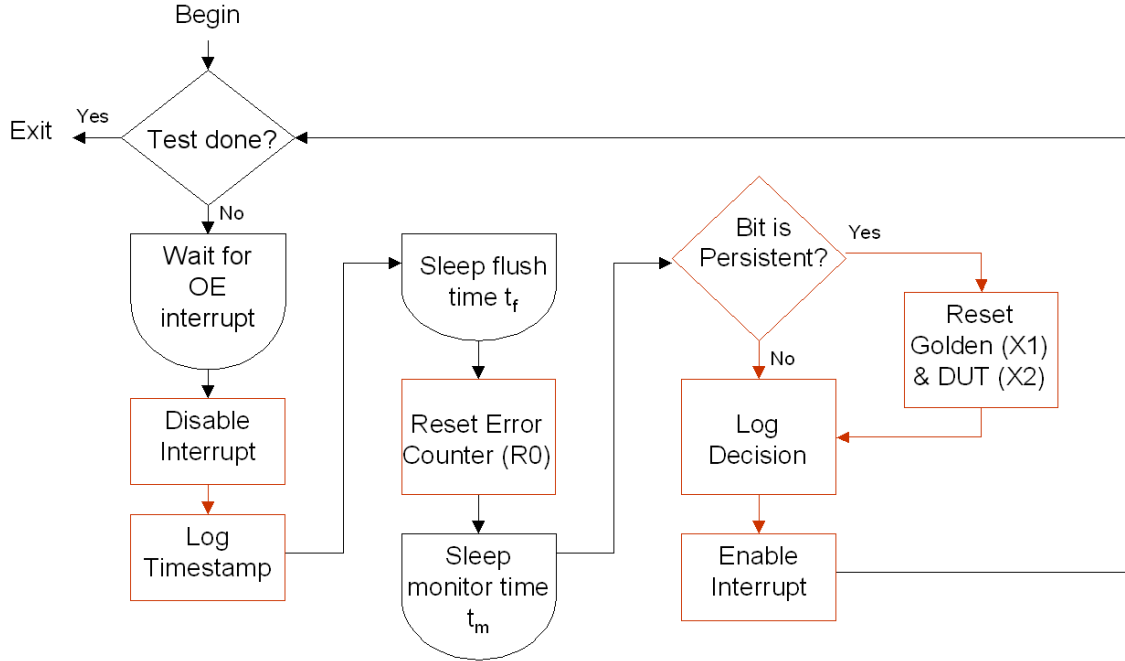 Begin
Yes
Exit
Test done?
No
Wait for
OE
interrupt
Disable
Interrupt
Log
Timestamp
Sleep flush
time tf
Reset Error
Counter (R0)
Sleep
monitor time
tm
Bit is
Persistent?
Yes
Reset
Golden (X1)
& DUT (X2)
No
Log
Decision
Enable
Interrupt